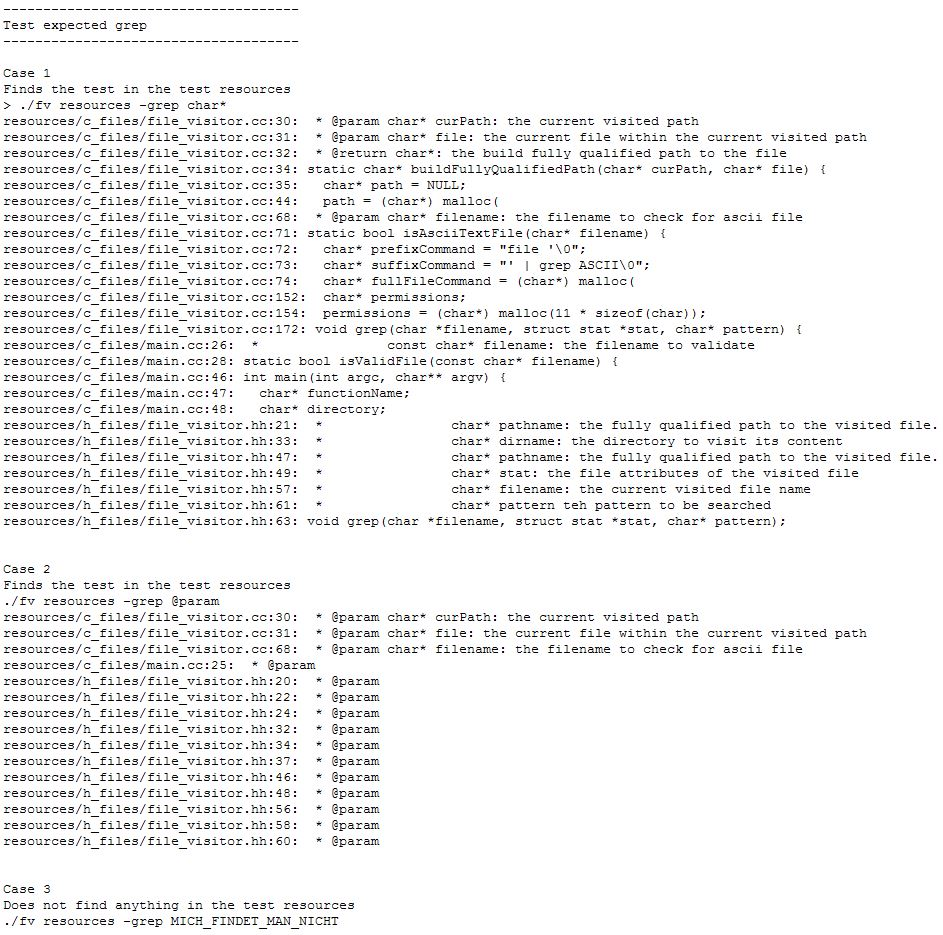 -------------------------------------
Test expected grep
-------------------------------------
Case 1
Finds the test in the test resources
> ./fv resources -grep char*
resources/c_files/file_visitor.cc:30:  * @param char* curPath: the current visited path
resources/c_files/file_visitor.cc:31:  * @param char* file: the current file within the current visited path
resources/c_files/file_visitor.cc:32:  * @return char*: the build fully qualified path to the file
resources/c_files/file_visitor.cc:34: static char* buildFullyQualifiedPath(char* curPath, char* file) {
resources/c_files/file_visitor.cc:35:   char* path = NULL;
resources/c_files/file_visitor.cc:44:   path = (char*) malloc(
resources/c_files/file_visitor.cc:68:  * @param char* filename: the filename to check for ascii file
resources/c_files/file_visitor.cc:71: static bool isAsciiTextFile(char* filename) {
resources/c_files/file_visitor.cc:72:   char* prefixCommand = "file '\0";
resources/c_files/file_visitor.cc:73:   char* suffixCommand = "' | grep ASCII\0";
resources/c_files/file_visitor.cc:74:   char* fullFileCommand = (char*) malloc(
resources/c_files/file_visitor.cc:152:  char* permissions;
resources/c_files/file_visitor.cc:154:  permissions = (char*) malloc(11 * sizeof(char));
resources/c_files/file_visitor.cc:172: void grep(char *filename, struct stat *stat, char* pattern) {
resources/c_files/main.cc:26:  *                const char* filename: the filename to validate
resources/c_files/main.cc:28: static bool isValidFile(const char* filename) {
resources/c_files/main.cc:46: int main(int argc, char** argv) {
resources/c_files/main.cc:47:   char* functionName;
resources/c_files/main.cc:48:   char* directory;
resources/h_files/file_visitor.hh:21:  *                char* pathname: the fully qualified path to the visited file.
resources/h_files/file_visitor.hh:33:  *                char* dirname: the directory to visit its content
resources/h_files/file_visitor.hh:47:  *                char* pathname: the fully qualified path to the visited file.
resources/h_files/file_visitor.hh:49:  *                char* stat: the file attributes of the visited file
resources/h_files/file_visitor.hh:57:  *                char* filename: the current visited file name
resources/h_files/file_visitor.hh:61:  *                char* pattern teh pattern to be searched
resources/h_files/file_visitor.hh:63: void grep(char *filename, struct stat *stat, char* pattern);
Case 2
Finds the test in the test resources
./fv resources -grep @param
resources/c_files/file_visitor.cc:30:  * @param char* curPath: the current visited path
resources/c_files/file_visitor.cc:31:  * @param char* file: the current file within the current visited path
resources/c_files/file_visitor.cc:68:  * @param char* filename: the filename to check for ascii file
resources/c_files/main.cc:25:  * @param
resources/h_files/file_visitor.hh:20:  * @param
resources/h_files/file_visitor.hh:22:  * @param
resources/h_files/file_visitor.hh:24:  * @param
resources/h_files/file_visitor.hh:32:  * @param
resources/h_files/file_visitor.hh:34:  * @param
resources/h_files/file_visitor.hh:37:  * @param
resources/h_files/file_visitor.hh:46:  * @param
resources/h_files/file_visitor.hh:48:  * @param
resources/h_files/file_visitor.hh:56:  * @param
resources/h_files/file_visitor.hh:58:  * @param
resources/h_files/file_visitor.hh:60:  * @param
Case 3
Does not find anything in the test resources
./fv resources -grep MICH_FINDET_MAN_NICHT